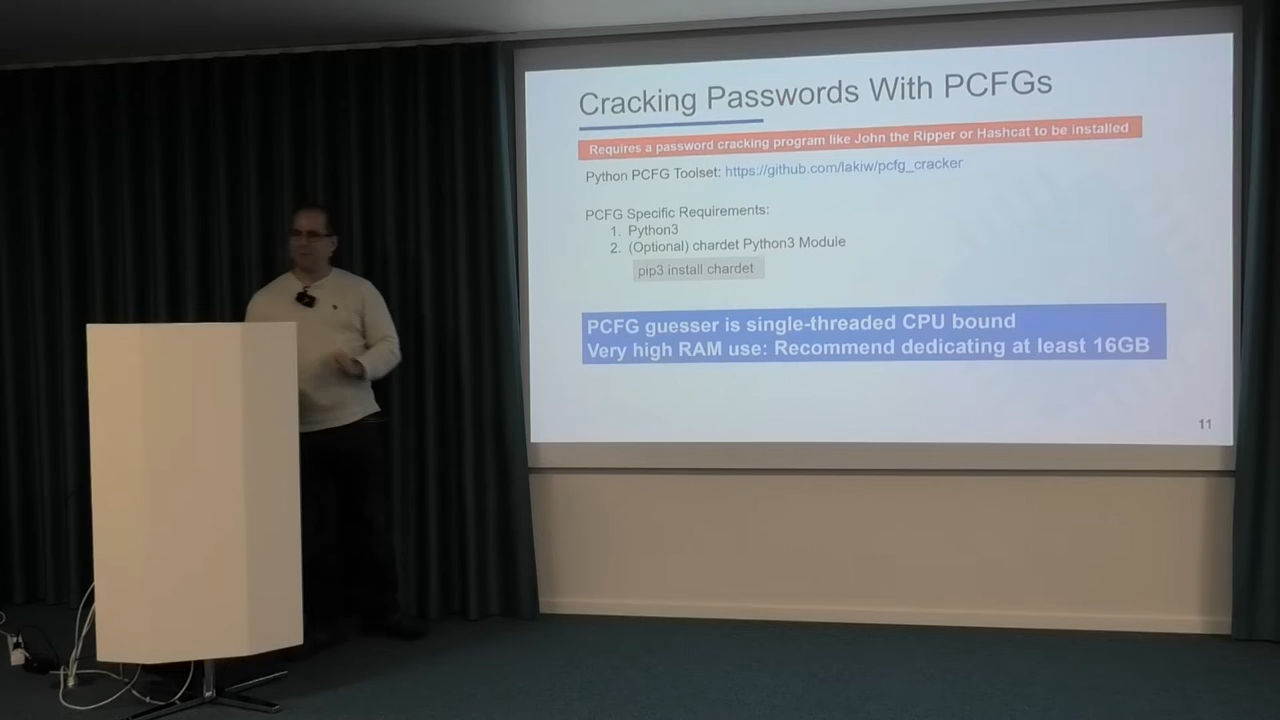 Cracking Passwords With PCFGs
Requires a password cracking program like John the Ripper or Hashcat to be installed
Python PCFG Toolset: https://github.com/lakiw/pcfg_cracker
PCFG Specific Requirements:
1. Python3
2. (Optional) chardet Python3 Module
pip3 install chardet
PCFG guesser is single-threaded CPU bound
Very high RAM use: Recommend dedicating at least 16GB
11